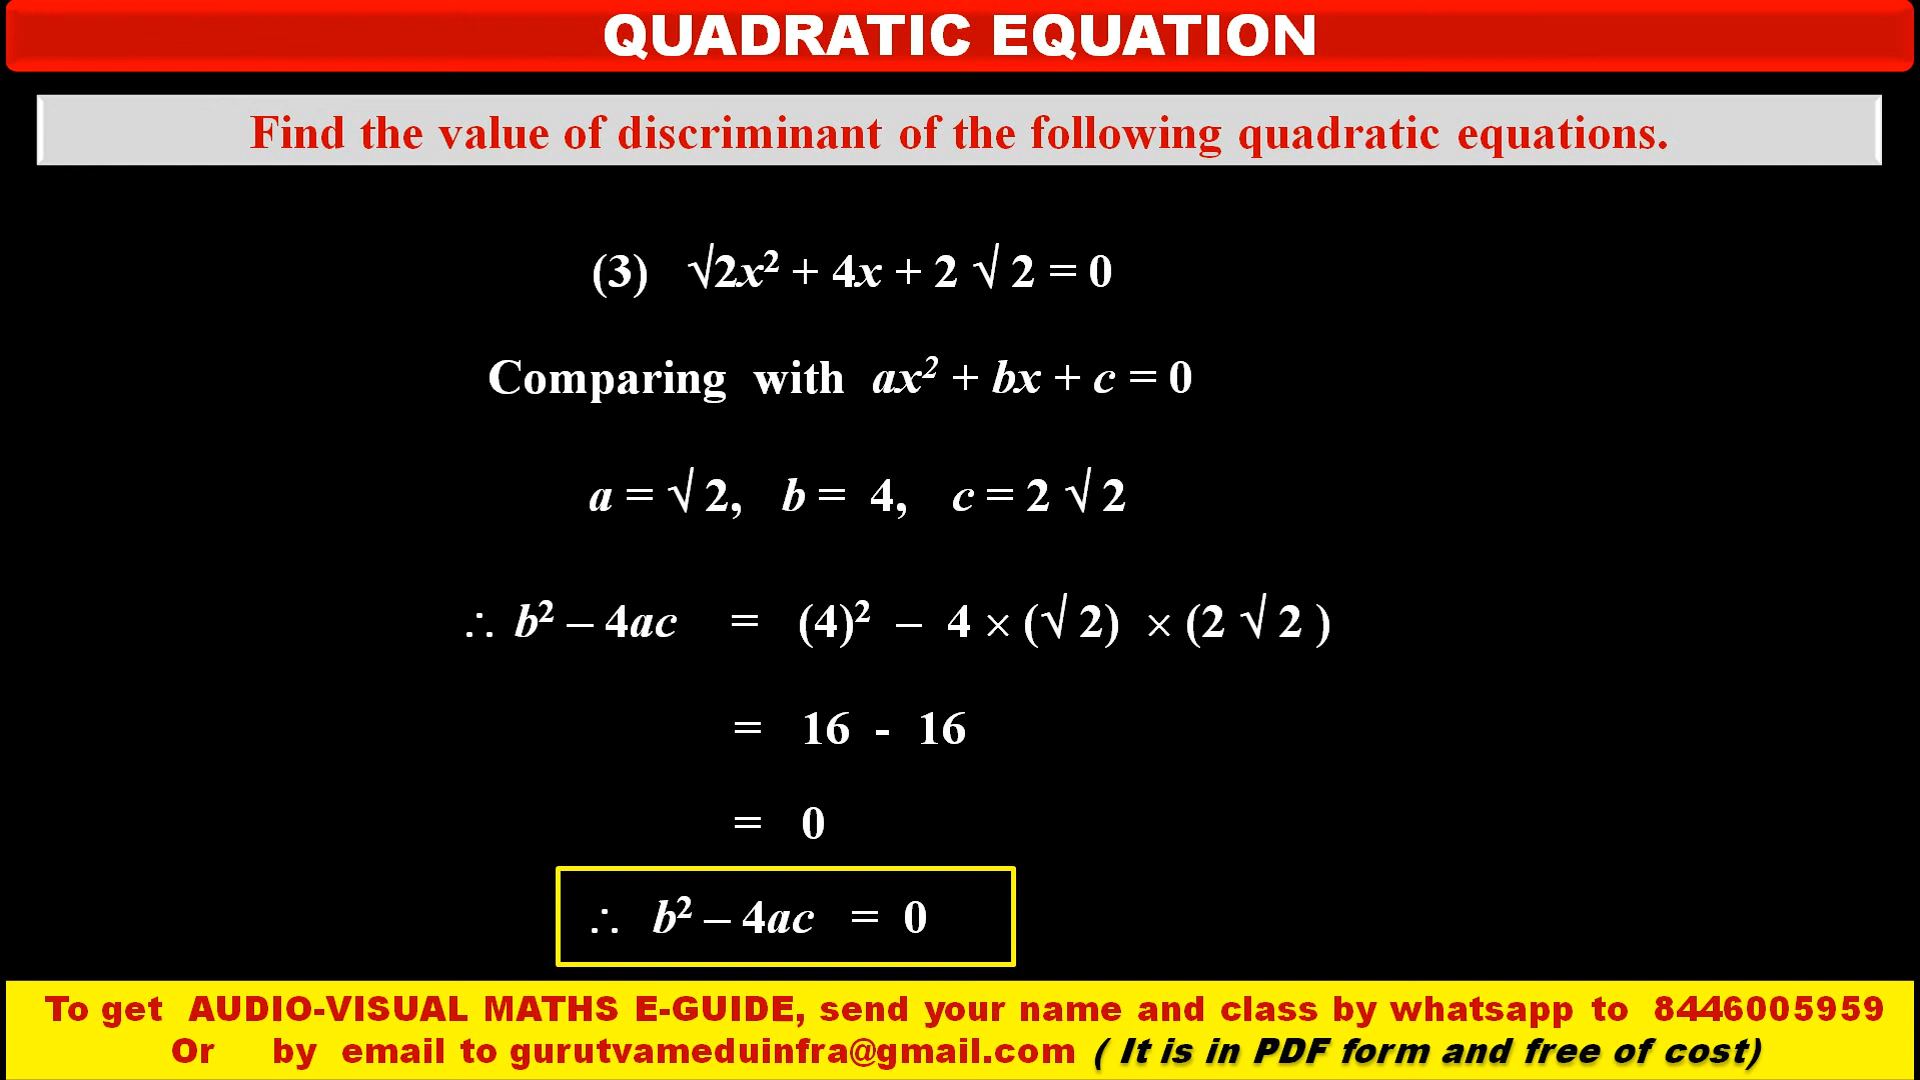 QUADRATIC EQUATION
Find the value of discriminant of the following quadratic equations.
(3) √2x² + 4x + 2 √ 2 = 0
Comparing with ax² + bx + c = 0
a = √ 2, b = 4, c = 2 √ 2
∴ b² – 4ac = (4)² – 4 × (√ 2) × (2 √ 2 )
= 16 - 16
= 0
∴ b² – 4ac = 0
To get AUDIO-VISUAL MATHS E-GUIDE, send your name and class by whatsapp to 8446005959
Or by email to gurutvameduinfra@gmail.com ( It is in PDF form and free of cost)